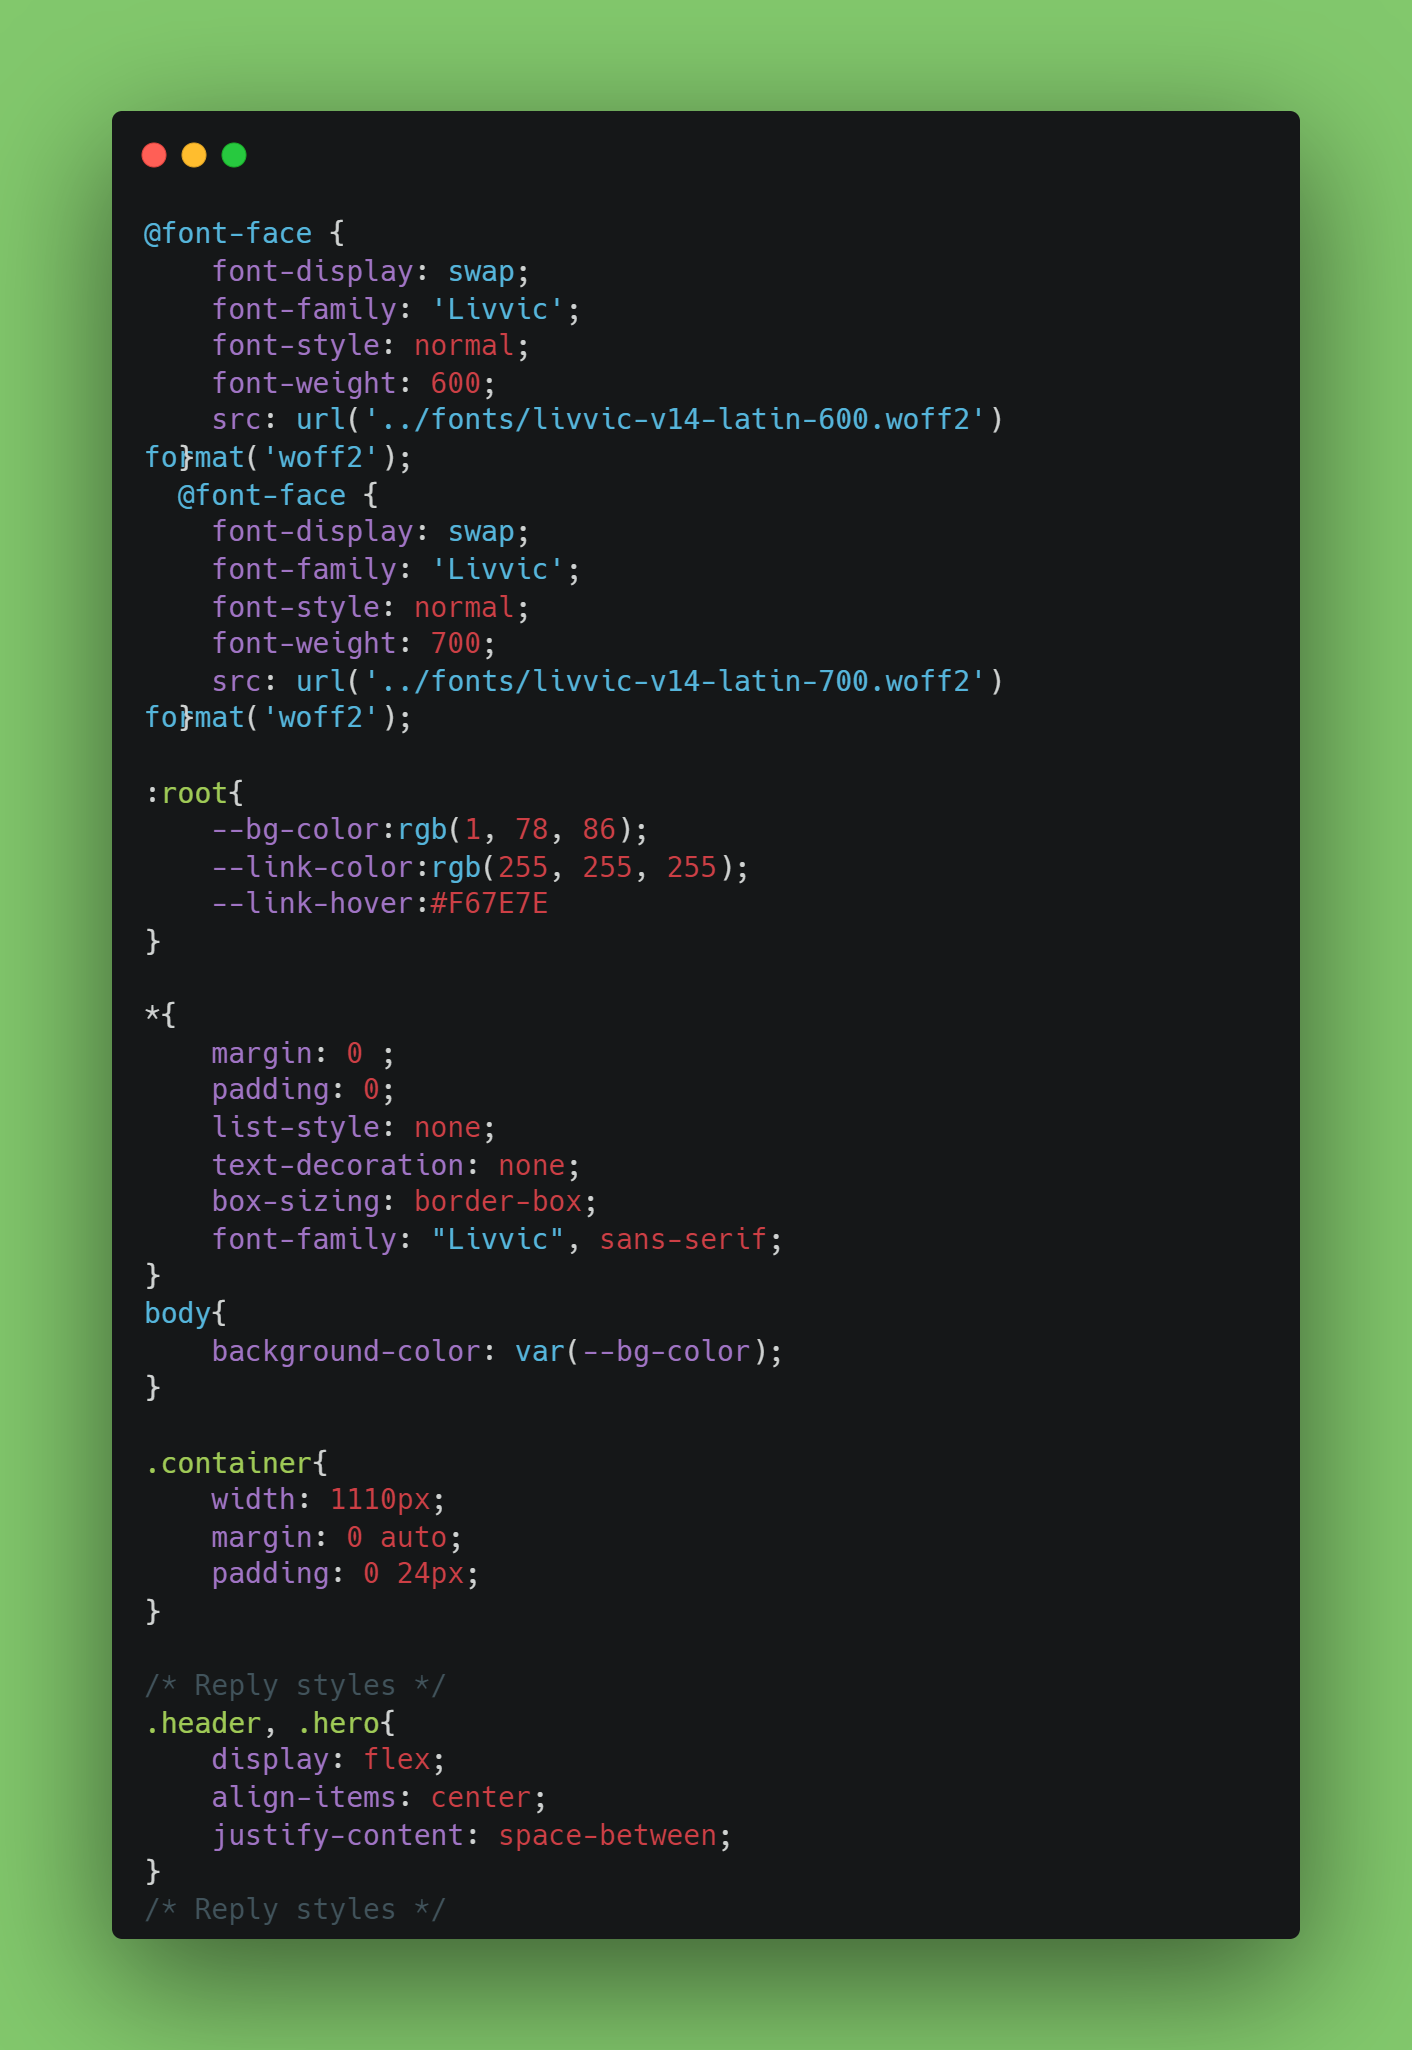 @font-face {
    font-display: swap;
    font-family: 'Livvic';
    font-style: normal;
    font-weight: 600;
    src: url('../fonts/livvic-v14-latin-600.woff2')
format('woff2');
  }
  @font-face {
    font-display: swap;
    font-family: 'Livvic';
    font-style: normal;
    font-weight: 700;
    src: url('../fonts/livvic-v14-latin-700.woff2')
format('woff2');
  }

:root{
    --bg-color:rgb(1, 78, 86);
    --link-color:rgb(255, 255, 255);
    --link-hover:#F67E7E
}

*{
    margin: 0 ;
    padding: 0;
    list-style: none;
    text-decoration: none;
    box-sizing: border-box;
    font-family: "Livvic", sans-serif;
}
body{
    background-color: var(--bg-color);
}

.container{
    width: 1110px;
    margin: 0 auto;
    padding: 0 24px;
}

/* Reply styles */
.header, .hero{
    display: flex;
    align-items: center;
    justify-content: space-between;
}
/* Reply styles */